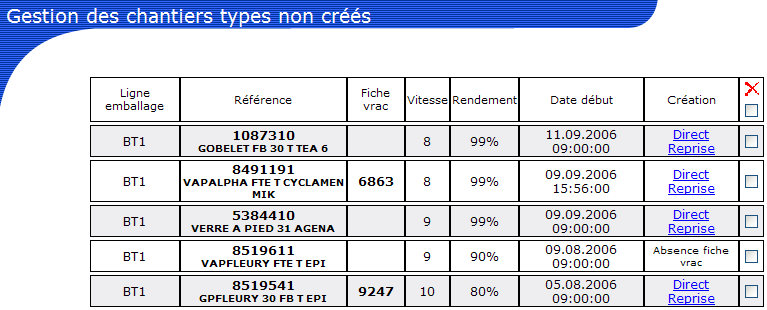 Gestion des chantiers types non créés
Ligne emballage Référence Fiche vrac Vitesse Rendement Date début Création
BT1 1087310 GOBELET FB 30 T TEA 6 8 99% 11.09.2006 09:00:00 Direct Reprise
BT1 8491191 VAPALPHA FTE T CYCLAMEN MIK 6863 8 99% 09.09.2006 15:56:00 Direct Reprise
BT1 5384410 VERRE A PIED 31 AGENA 9 99% 09.09.2006 09:00:00 Direct Reprise
BT1 8519611 VAPFLEURY FTE T EPI 9 90% 09.08.2006 09:00:00 Absence fiche vrac
BT1 8519541 GPFLEURY 30 FB T EPI 9247 10 80% 05.08.2006 09:00:00 Direct Reprise